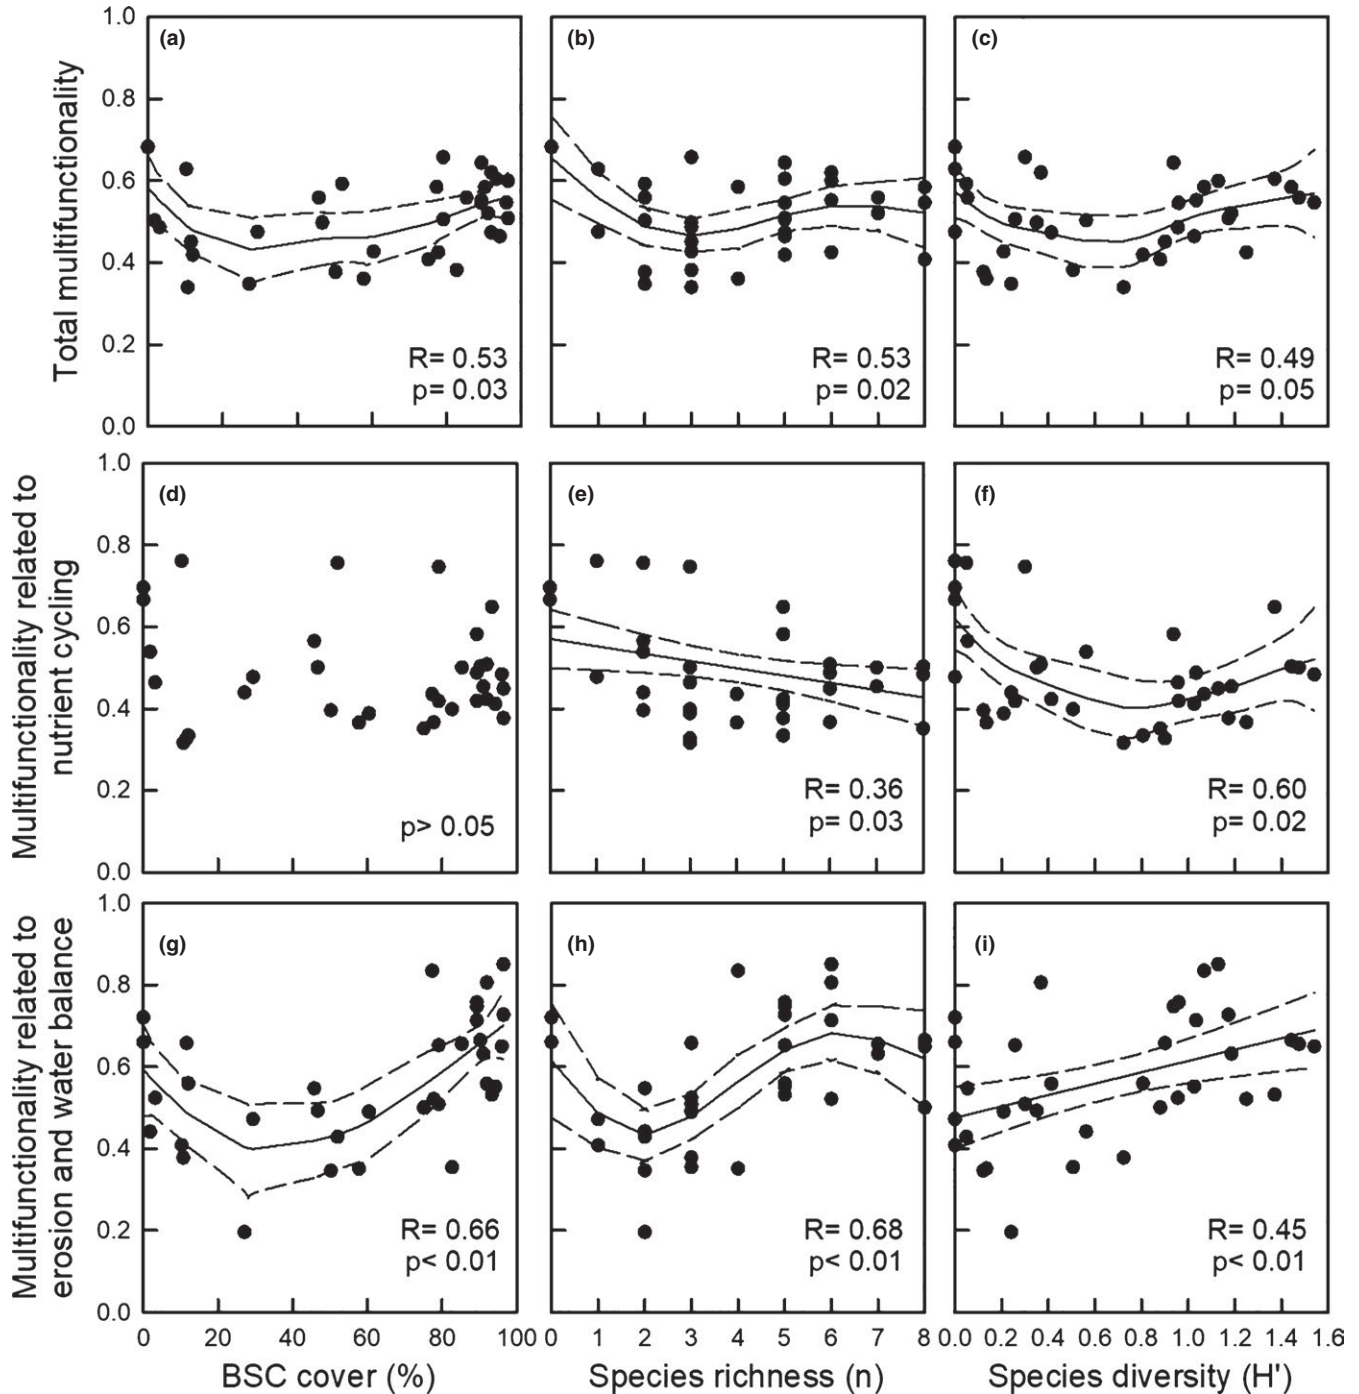 Total multifunctionality
1.0
0.8
0.6
0.4
0.2
0.0
(a)
R= 0.53
p= 0.03
(b)
R= 0.53
p= 0.02
(c)
R= 0.49
p= 0.05
Multifunctionality related to
nutrient cycling
1.0
0.8
0.6
0.4
0.2
0.0
(d)
p> 0.05
(e)
R= 0.36
p= 0.03
(f)
R= 0.60
p= 0.02
Multifunctionality related to
erosion and water balance
1.0
0.8
0.6
0.4
0.2
0.0
(g)
R= 0.66
p< 0.01
(h)
R= 0.68
p< 0.01
(i)
R= 0.45
p< 0.01
0 20 40 60 80 100
BSC cover (%)
0 1 2 3 4 5 6 7 8
Species richness (n)
0.0 0.2 0.4 0.6 0.8 1.0 1.2 1.4 1.6
Species diversity (H')